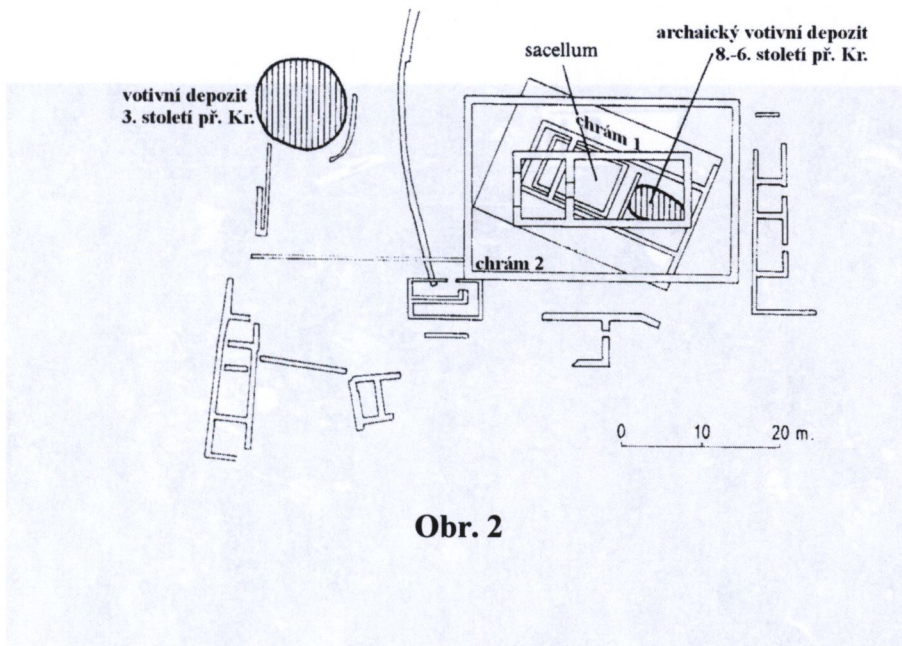 archaický votivní depozit
8.-6. století př. Kr.
sacellum
votivní depozit
3. století př. Kr.
chrám 1
chrám 2
0 10 20 m.
Obr. 2